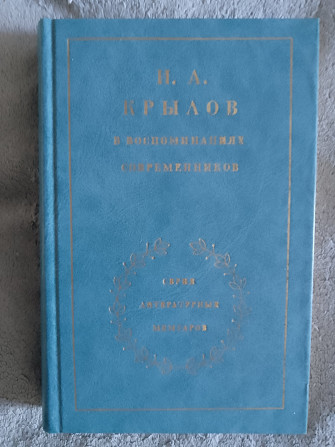 И. А.
КРЫЛОВ
В ВОСПОМИНАНИЯХ
СОВРЕМЕННИКОВ
СЕРИЯ
ЛИТЕРАТУРНЫХ
МЕМУАРОВ